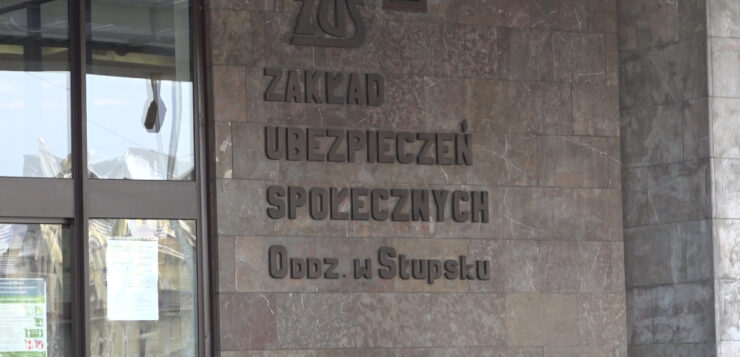 ZUS
ZAKŁAD
UBEZPIECZEŃ
SPOŁECZNYCH
ODDZ. W SŁUPSKU